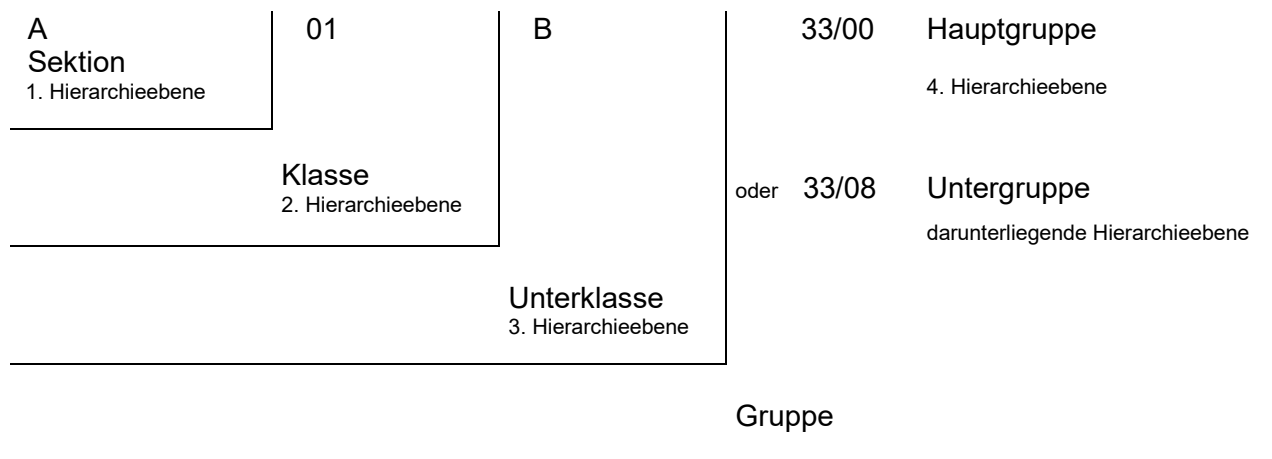 A 01 B 33/00 Hauptgruppe
Sektion
1. Hierarchieebene
4. Hierarchieebene
Klasse
2. Hierarchieebene
oder 33/08 Untergruppe
darunterliegende Hierarchieebene
Unterklasse
3. Hierarchieebene
Gruppe